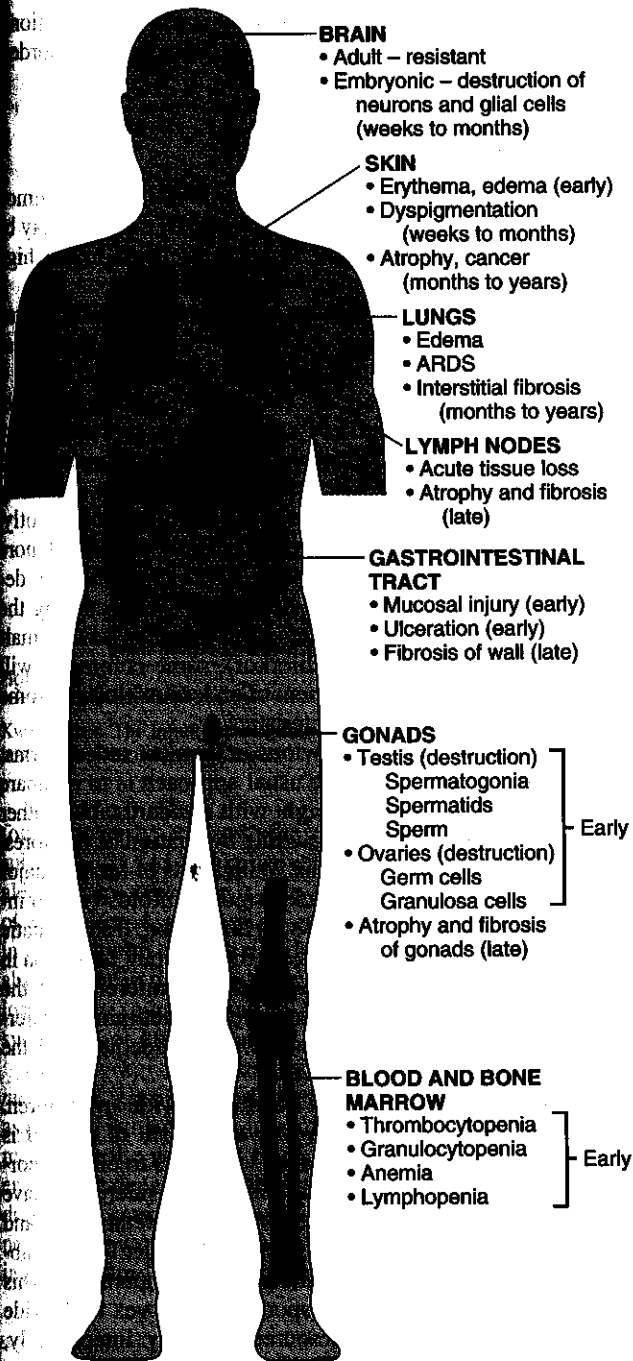 BRAIN
• Adult – resistant
• Embryonic – destruction of
neurons and glial cells
(weeks to months)
SKIN
• Erythema, edema (early)
• Dyspigmentation
(weeks to months)
• Atrophy, cancer
(months to years)
LUNGS
• Edema
• ARDS
• Interstitial fibrosis
(months to years)
LYMPH NODES
• Acute tissue loss
• Atrophy and fibrosis
(late)
GASTROINTESTINAL
TRACT
• Mucosal injury (early)
• Ulceration (early)
• Fibrosis of wall (late)
GONADS
• Testis (destruction)
Spermatogonia
Spermatids
Sperm
• Ovaries (destruction)
Germ cells
Granulosa cells
Early
• Atrophy and fibrosis
of gonads (late)
BLOOD AND BONE
MARROW
• Thrombocytopenia
• Granulocytopenia
• Anemia
• Lymphopenia
Early